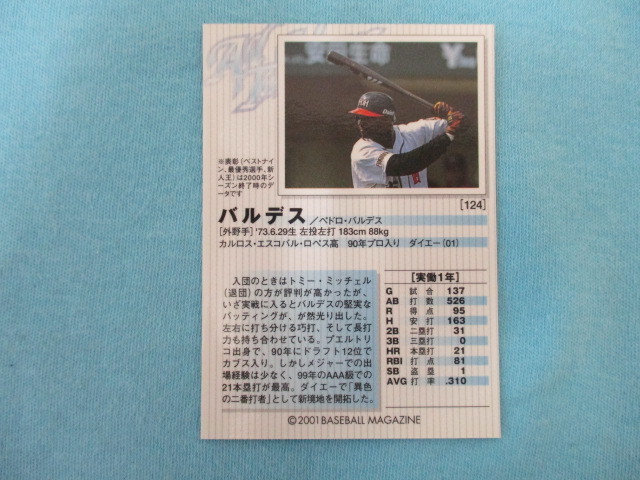 ※表彰（ベストナイ
ン、最優秀選手、新
人王）は2000年シ
ーズン終了時のデ
ータです
[124]
バルデス／ペドロ・バルデス
[外野手] '73.6.29生 左投左打 183cm 88kg
カルロス・エスコバル・ロペス高 90年プロ入り ダイエー（01）
入団のときはトミー・ミッチェル
（退団）の方が評判が高かったが、
いざ実戦に入るとバルデスの堅実な
バッティングが、が然光り出した。
左右に打ち分ける巧打、そして長打
力も持ち合わせている。プエルトリ
コ出身で、90年にドラフト12位で
カブス入り。しかしメジャーでの出
場経験は少なく、99年のAAA級での
21本塁打が最高。ダイエーで「異色
の二番打者」として新境地を開拓した。
[実働1年]
G 試合 137
AB 打数 526
R 得点 95
H 安打 163
2B 二塁打 31
3B 三塁打 0
HR 本塁打 21
RBI 打点 81
SB 盗塁 1
AVG 打率 .310
©2001 BASEBALL MAGAZINE